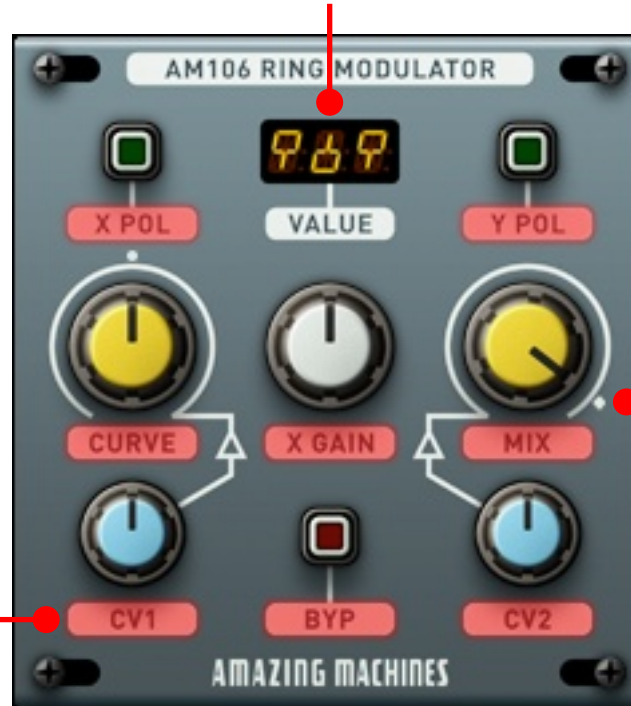 AM106 RING MODULATOR
X POL
VALUE
Y POL
CURVE
X GAIN
MIX
CV1
BYP
CV2
AMAZING MACHINES